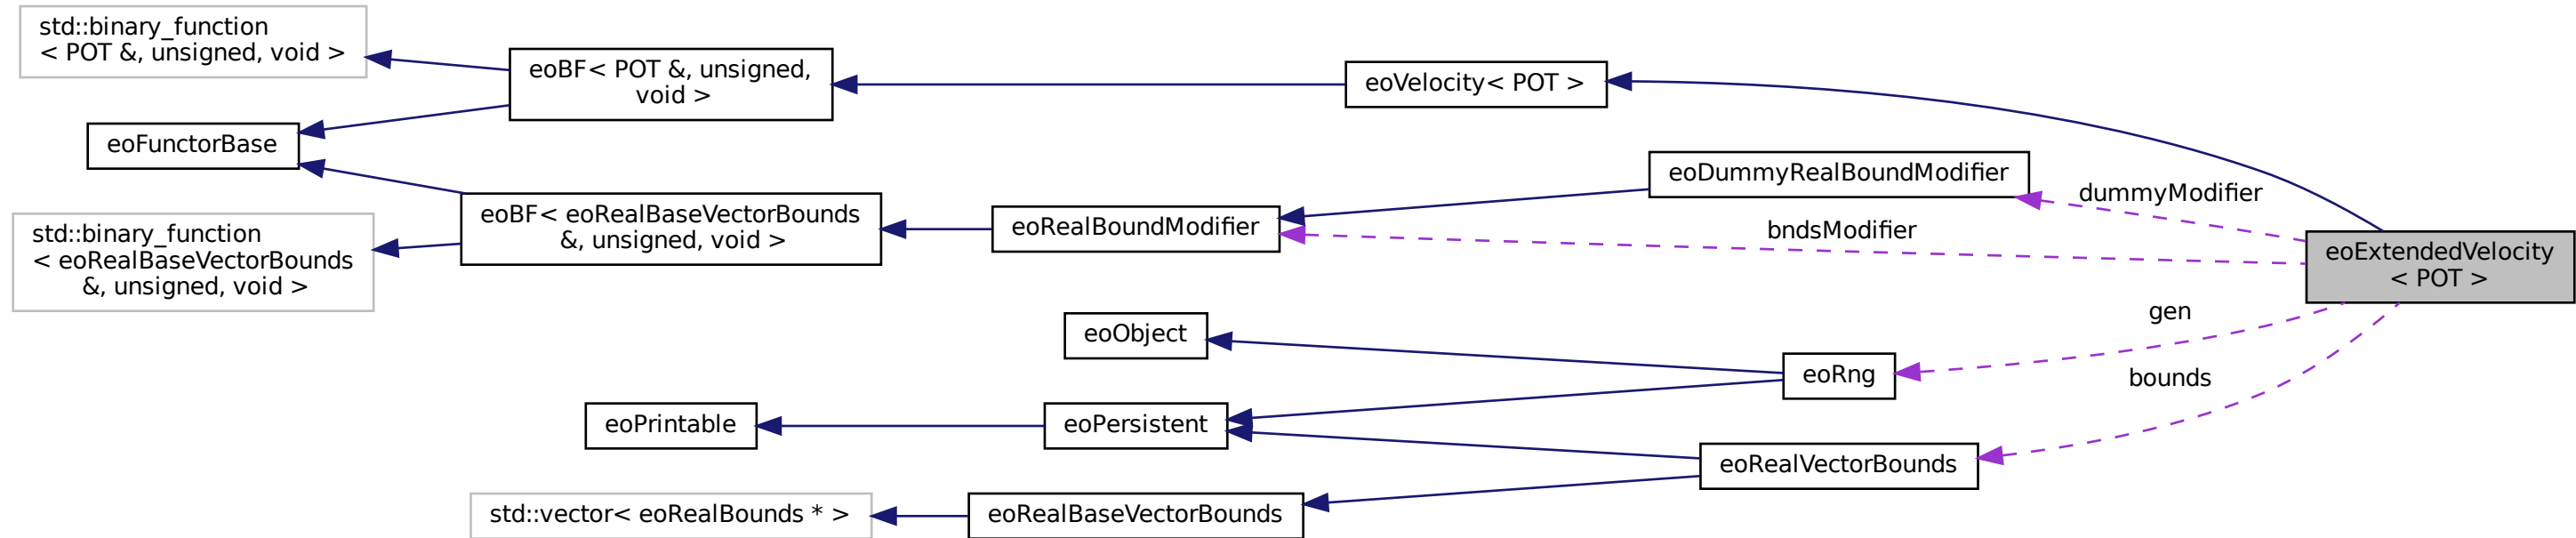 std::binary_function
< POT &, unsigned, void >
eoBF< POT &, unsigned,
void >
eoVelocity< POT >
eoFunctorBase
eoDummyRealBoundModifier
dummyModifier
eoBF< eoRealBaseVectorBounds
&, unsigned, void >
eoRealBoundModifier
bndsModifier
std::binary_function
< eoRealBaseVectorBounds
&, unsigned, void >
eoExtendedVelocity
< POT >
gen
eoObject
eoRng
bounds
eoPrintable
eoPersistent
eoRealVectorBounds
std::vector< eoRealBounds * >
eoRealBaseVectorBounds